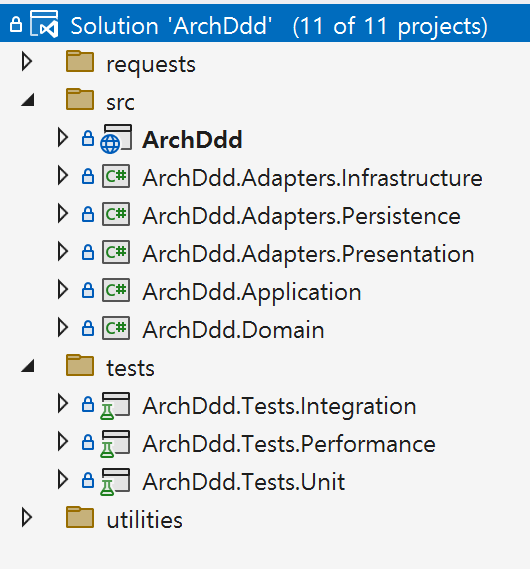 Solution 'ArchDdd' (11 of 11 projects)
requests
src
ArchDdd
C# ArchDdd.Adapters.Infrastructure
C# ArchDdd.Adapters.Persistence
C# ArchDdd.Adapters.Presentation
C# ArchDdd.Application
C# ArchDdd.Domain
tests
ArchDdd.Tests.Integration
ArchDdd.Tests.Performance
ArchDdd.Tests.Unit
utilities